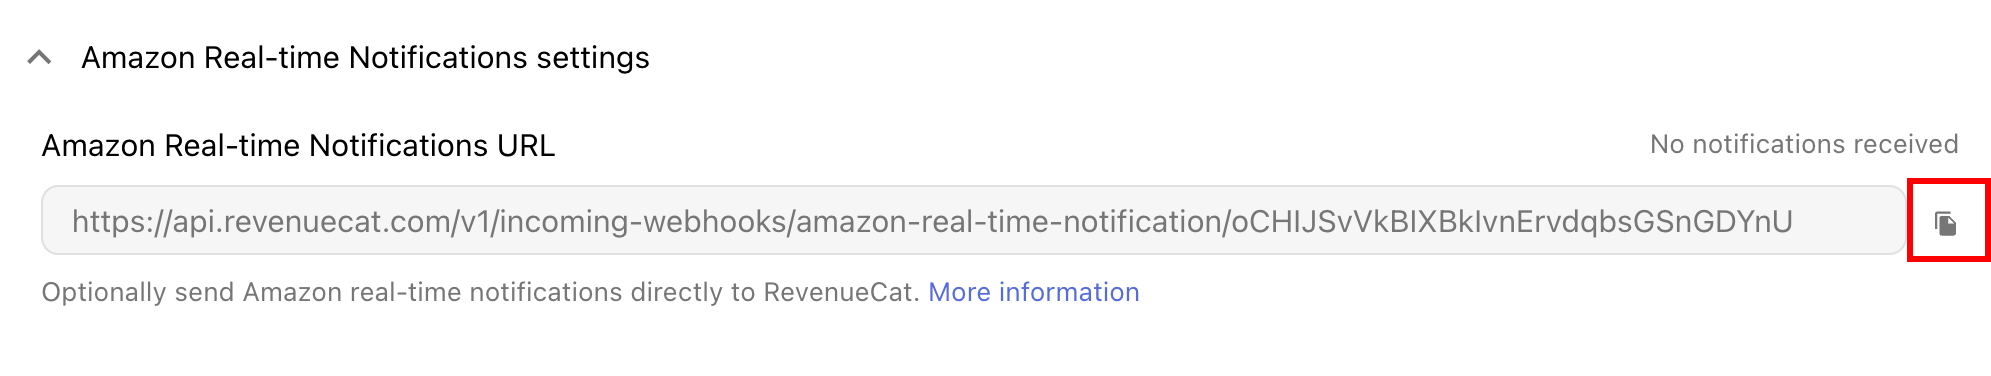 Amazon Real-time Notifications settings
Amazon Real-time Notifications URL
No notifications received
https://api.revenuecat.com/v1/incoming-webhooks/amazon-real-time-notification/oCHIJSvVkBIXBkIvnErvdqbsGSnGDYnU
Optionally send Amazon real-time notifications directly to RevenueCat. More information